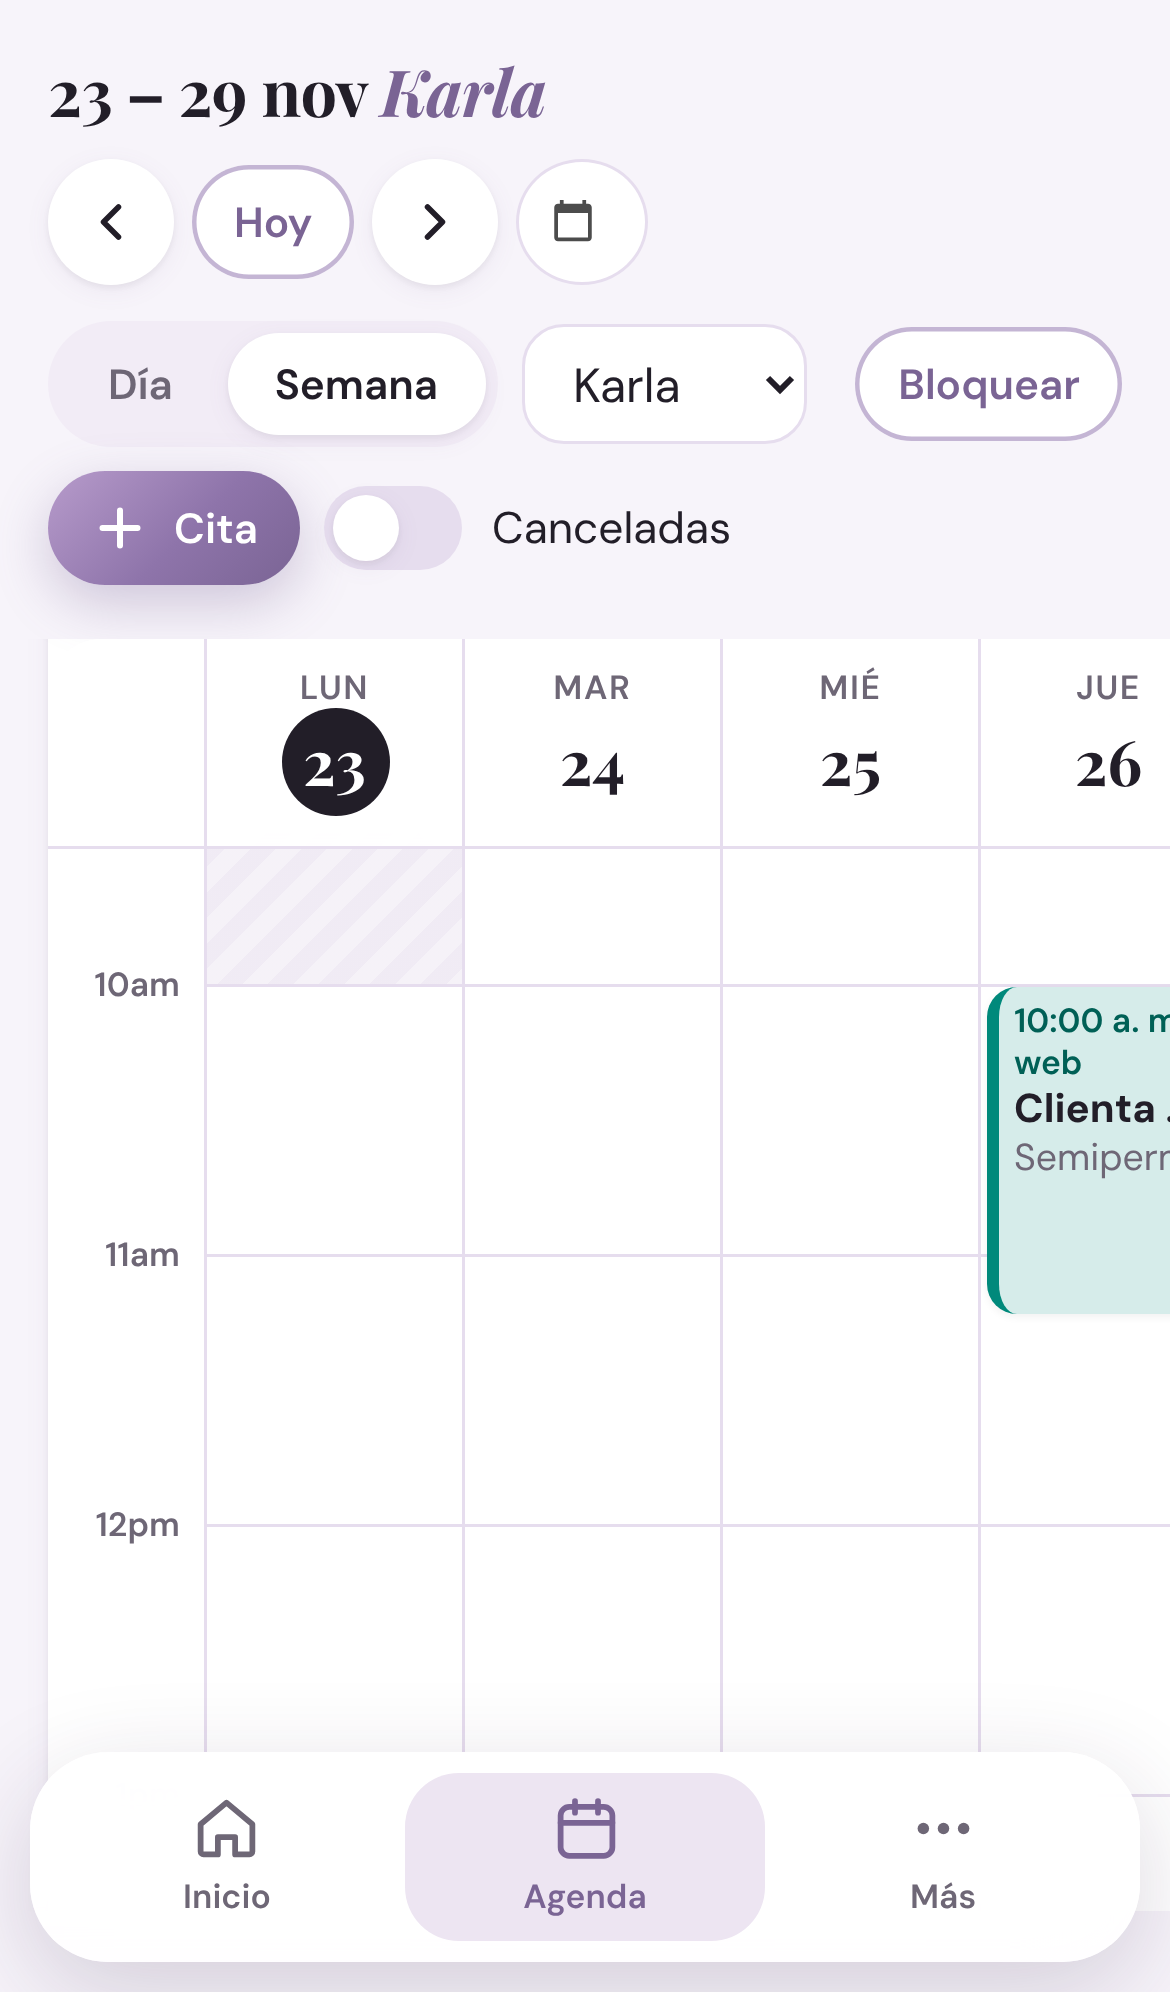 23 – 29 nov Karla
Hoy
Día Semana Karla Bloquear
+ Cita Canceladas
LUN MAR MIÉ JUE
23 24 25 26
10am
10:00 a. m
web
Clienta
Semiperm
11am
12pm
Inicio Agenda Más